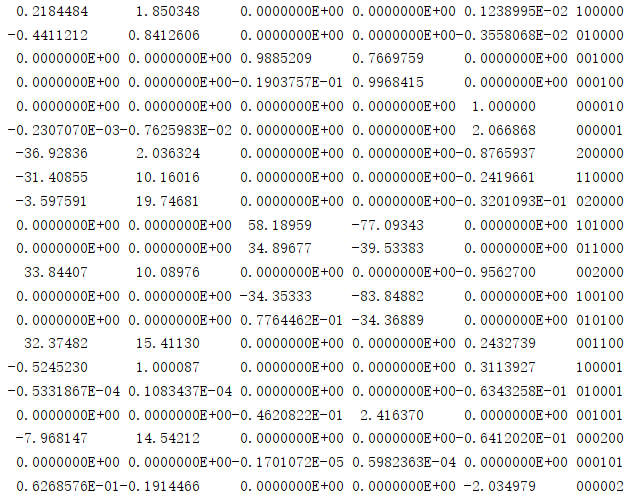 0.2184484 1.850348 0.0000000E+00 0.0000000E+00 0.1238995E-02 100000
-0.4411212 0.8412606 0.0000000E+00 0.0000000E+00-0.3558068E-02 010000
0.0000000E+00 0.0000000E+00 0.9885209 0.7669759 0.0000000E+00 001000
0.0000000E+00 0.0000000E+00-0.1903757E-01 0.9968415 0.0000000E+00 000100
0.0000000E+00 0.0000000E+00 0.0000000E+00 0.0000000E+00 1.000000 000010
-0.2307070E-03-0.7625983E-02 0.0000000E+00 0.0000000E+00 2.066868 000001
-36.92836 2.036324 0.0000000E+00 0.0000000E+00-0.8765937 200000
-31.40855 10.16016 0.0000000E+00 0.0000000E+00-0.2419661 110000
-3.597591 19.74681 0.0000000E+00 0.0000000E+00-0.3201093E-01 020000
0.0000000E+00 0.0000000E+00 58.18959 -77.09343 0.0000000E+00 101000
0.0000000E+00 0.0000000E+00 34.89677 -39.53383 0.0000000E+00 011000
33.84407 10.08976 0.0000000E+00 0.0000000E+00-0.9562700 002000
0.0000000E+00 0.0000000E+00 -34.35333 -83.84882 0.0000000E+00 100100
0.0000000E+00 0.0000000E+00 0.7764462E-01 -34.36889 0.0000000E+00 010100
32.37482 15.41130 0.0000000E+00 0.0000000E+00 0.2432739 001100
-0.5245230 1.000087 0.0000000E+00 0.0000000E+00 0.3113927 100001
-0.5331867E-04 0.1083437E-04 0.0000000E+00 0.0000000E+00-0.6343258E-01 010001
0.0000000E+00 0.0000000E+00-0.4620822E-01 2.416370 0.0000000E+00 001001
-7.968147 14.54212 0.0000000E+00 0.0000000E+00-0.6412020E-01 000200
0.0000000E+00 0.0000000E+00-0.1701072E-05 0.5982363E-04 0.0000000E+00 000101
0.6268576E-01-0.1914466 0.0000000E+00 0.0000000E+00 -2.034979 000002